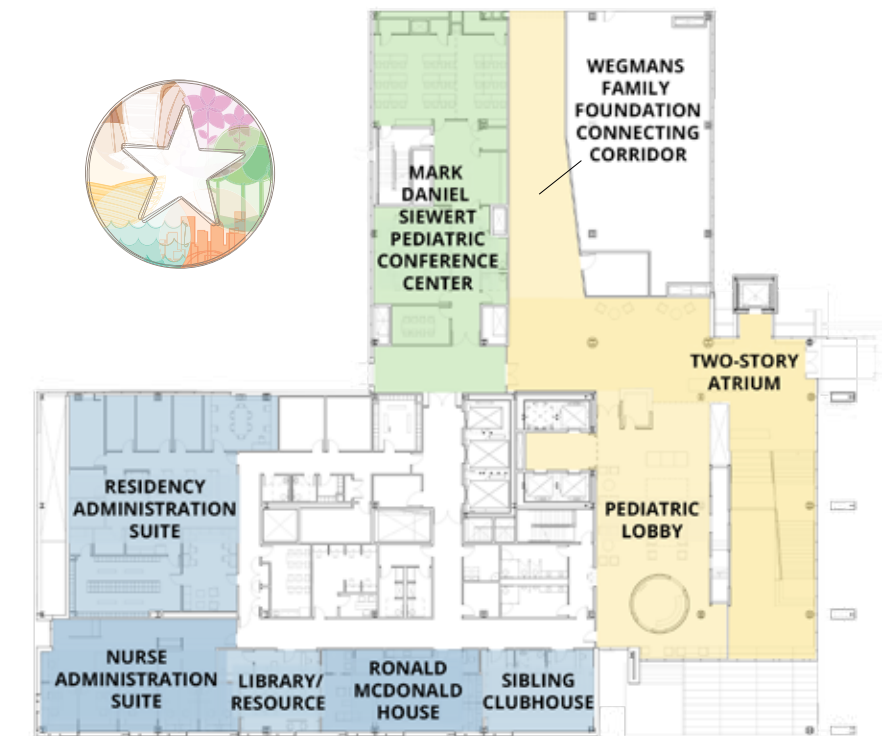 WEGMANS
FAMILY
FOUNDATION
CONNECTING
CORRIDOR
MARK
DANIEL
SIEWERT
PEDIATRIC
CONFERENCE
CENTER
TWO-STORY
ATRIUM
RESIDENCY
ADMINISTRATION
SUITE
PEDIATRIC
LOBBY
NURSE
ADMINISTRATION
SUITE
LIBRARY/
RESOURCE
RONALD
MCDONALD
HOUSE
SIBLING
CLUBHOUSE